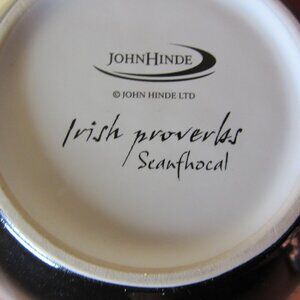 JOHNHINDE
© JOHN HINDE LTD
Irish proverbs
Seanfhocal